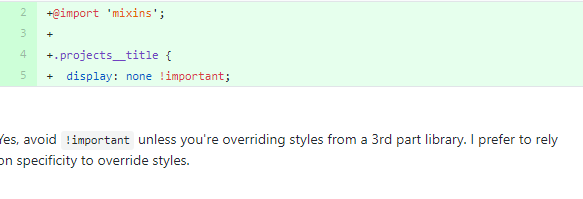 2 +@import 'mixins';
3 +
4 +.projects__title {
5 + display: none !important;
Yes, avoid !important unless you're overriding styles from a 3rd part library. I prefer to rely
on specificity to override styles.